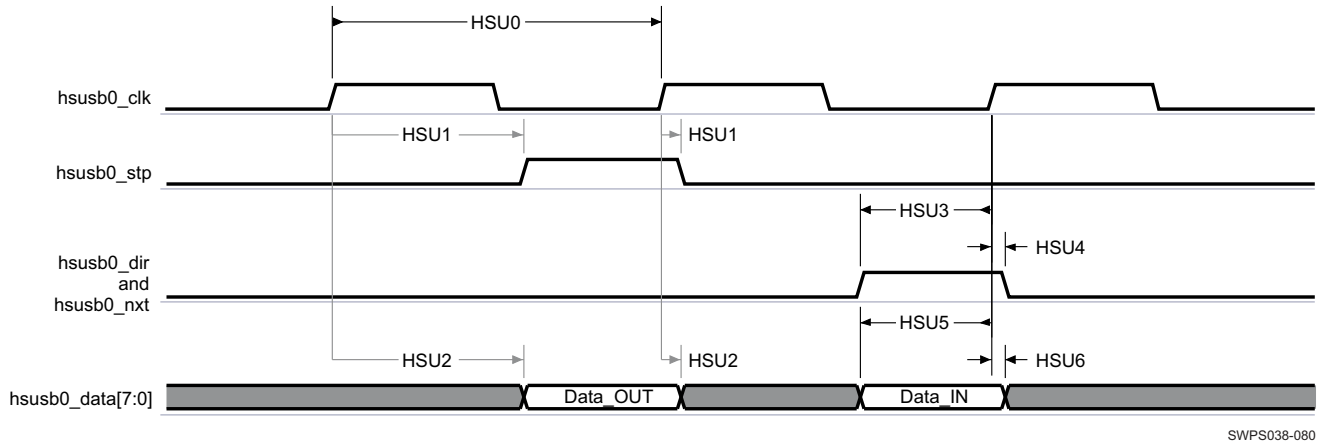 HSU0
hsusb0_clk
HSU1
HSU1
hsusb0_stp
HSU3
HSU4
hsusb0_dir
and
hsusb0_nxt
HSU5
HSU2
HSU2
HSU6
hsusb0_data[7:0]
Data_OUT
Data_IN
SWPS038-080